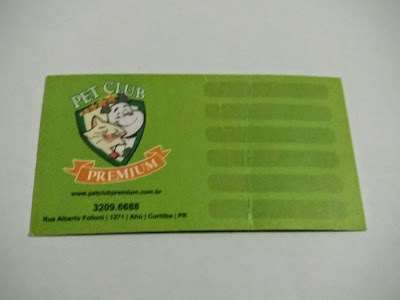 PET CLUB
PREMIUM
www.petclubpremium.com.br
3209.6688
Rua Alberto Folloni | 1271 | Ahú | Curitiba | PR